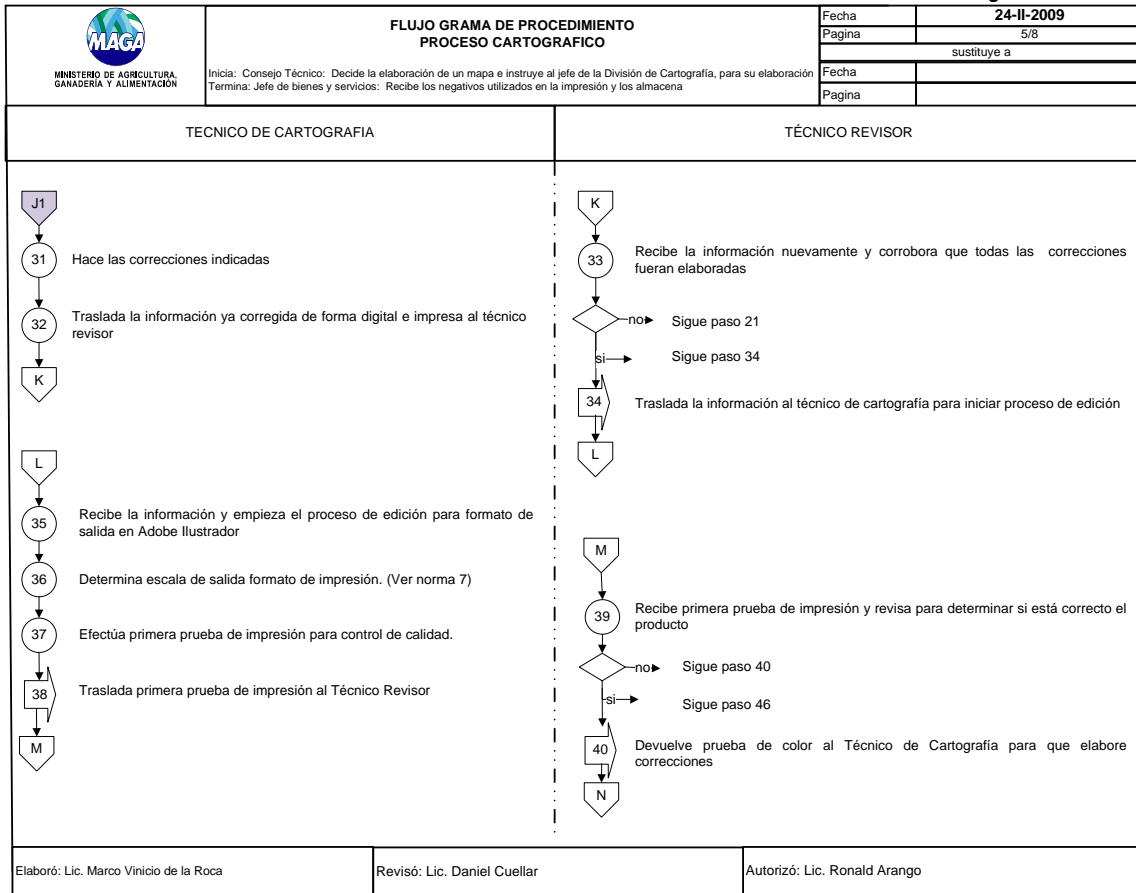 MAGA
MINISTERIO DE AGRICULTURA,
GANADERÍA Y ALIMENTACIÓN
FLUJO GRAMA DE PROCEDIMIENTO
PROCESO CARTOGRAFICO
Inicia: Consejo Técnico: Decide la elaboración de un mapa e instruye al jefe de la División de Cartografía, para su elaboración
Termina: Jefe de bienes y servicios: Recibe los negativos utilizados en la impresión y los almacena
Fecha 24-II-2009
Pagina 5/8
sustituye a
Fecha
Pagina
TECNICO DE CARTOGRAFIA
J1
31 Hace las correcciones indicadas
32 Traslada la información ya corregida de forma digital e impresa al técnico
revisor
K
L
35 Recibe la información y empieza el proceso de edición para formato de
salida en Adobe Ilustrador
36 Determina escala de salida formato de impresión. (Ver norma 7)
37 Efectúa primera prueba de impresión para control de calidad.
38 Traslada primera prueba de impresión al Técnico Revisor
M
TÉCNICO REVISOR
K
33 Recibe la información nuevamente y corrobora que todas las correcciones
fueran elaboradas
no Sigue paso 21
si Sigue paso 34
34 Traslada la información al técnico de cartografía para iniciar proceso de edición
L
M
39 Recibe primera prueba de impresión y revisa para determinar si está correcto el
producto
no Sigue paso 40
si Sigue paso 46
40 Devuelve prueba de color al Técnico de Cartografía para que elabore
correcciones
N
Elaboró: Lic. Marco Vinicio de la Roca
Revisó: Lic. Daniel Cuellar
Autorizó: Lic. Ronald Arango